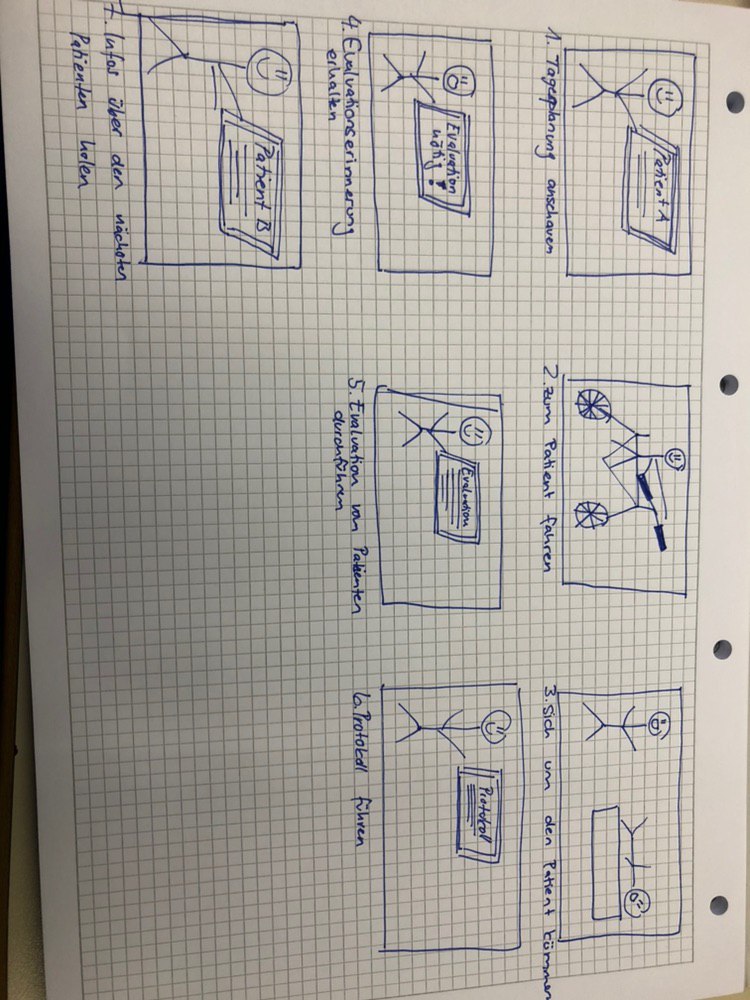 Patient A
1. Tagesplanung anschauen
2. zum Patient fahren
3. sich um den Patient kümmern
Evaluation
nötig!
4. Evaluationserinnerung
erhalten
Evaluation
5. Evaluation von Patienten
durchführen
Protokoll
6. Protokoll führen
Patient B
7. Infos über den nächsten
Patienten holen